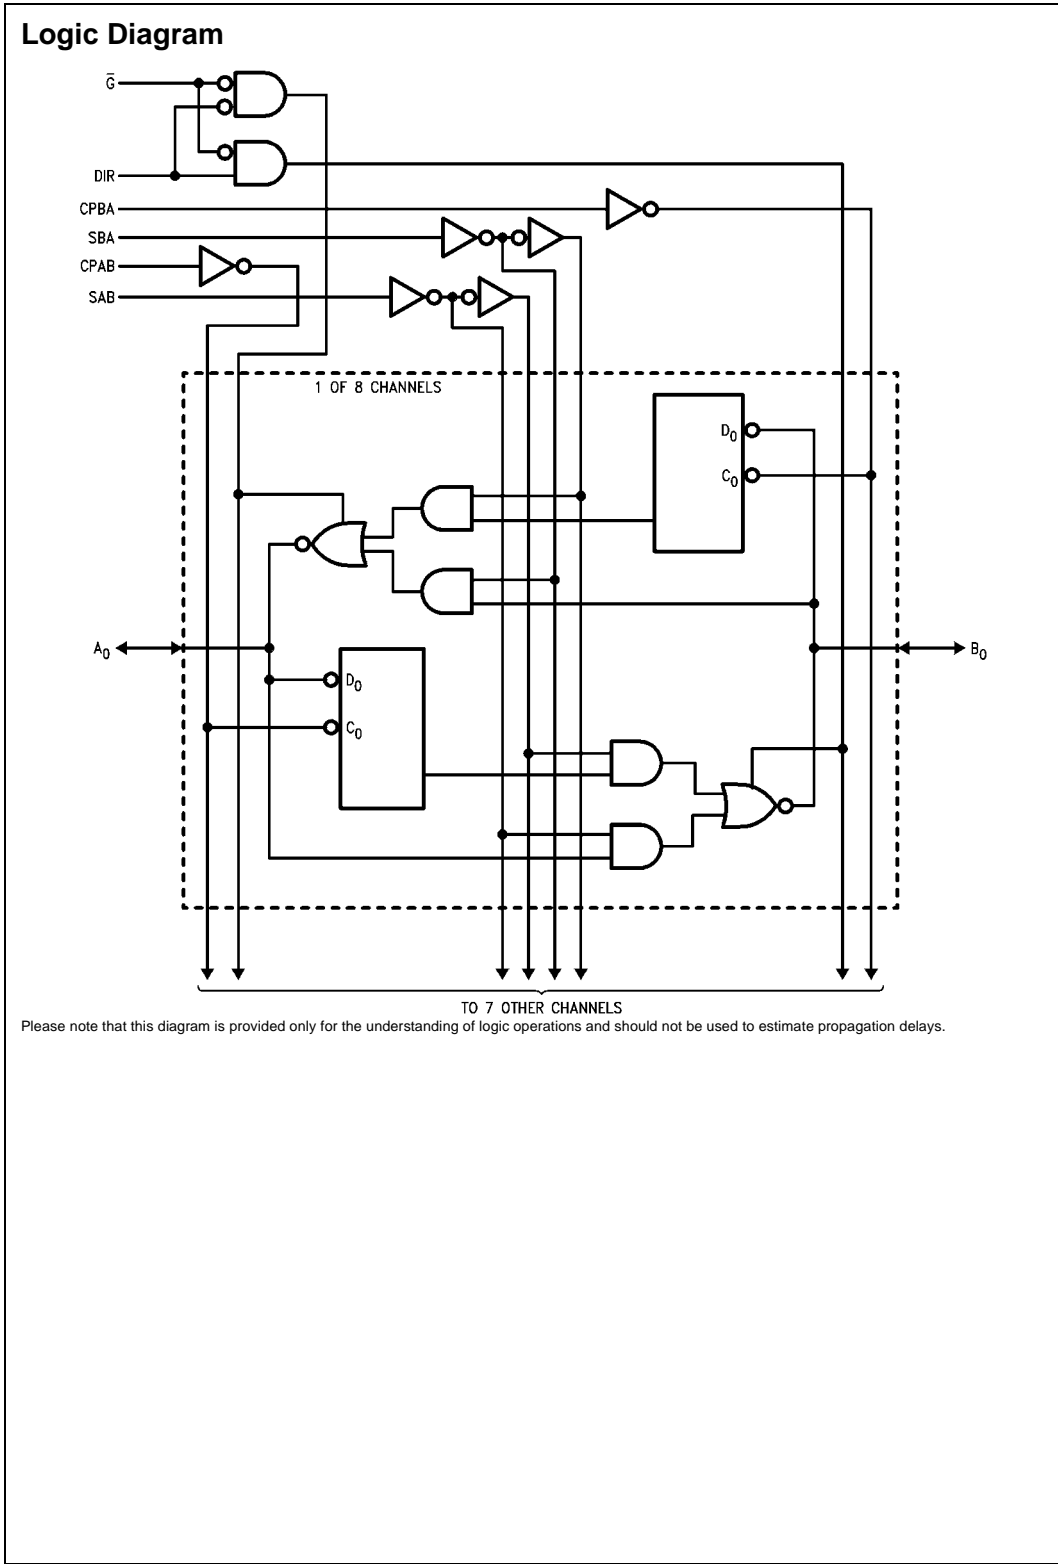 Logic Diagram
G̅
DIR
CPBA
SBA
CPAB
SAB
1 OF 8 CHANNELS
D0
C0
A0
B0
D0
C0
TO 7 OTHER CHANNELS
Please note that this diagram is provided only for the understanding of logic operations and should not be used to estimate propagation delays.